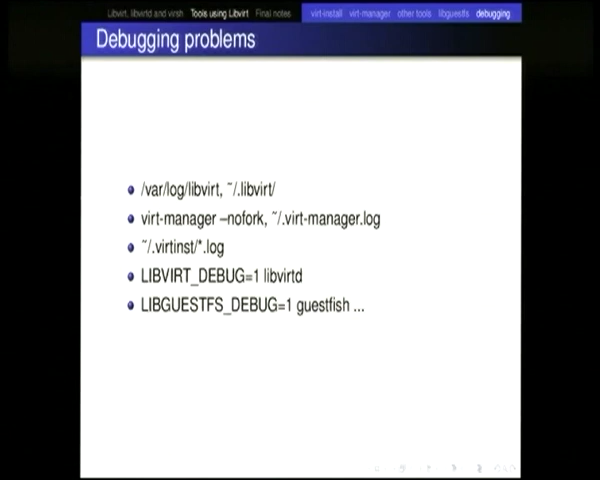 Libvirt, libvirtd and virsh Tools using Libvirt Final notes virt-install virt-manager other tools libguestfs debugging
Debugging problems
/var/log/libvirt, ~/.libvirt/
virt-manager –nofork, ~/.virt-manager.log
~/.virtinst/*.log
LIBVIRT_DEBUG=1 libvirtd
LIBGUESTFS_DEBUG=1 guestfish ...